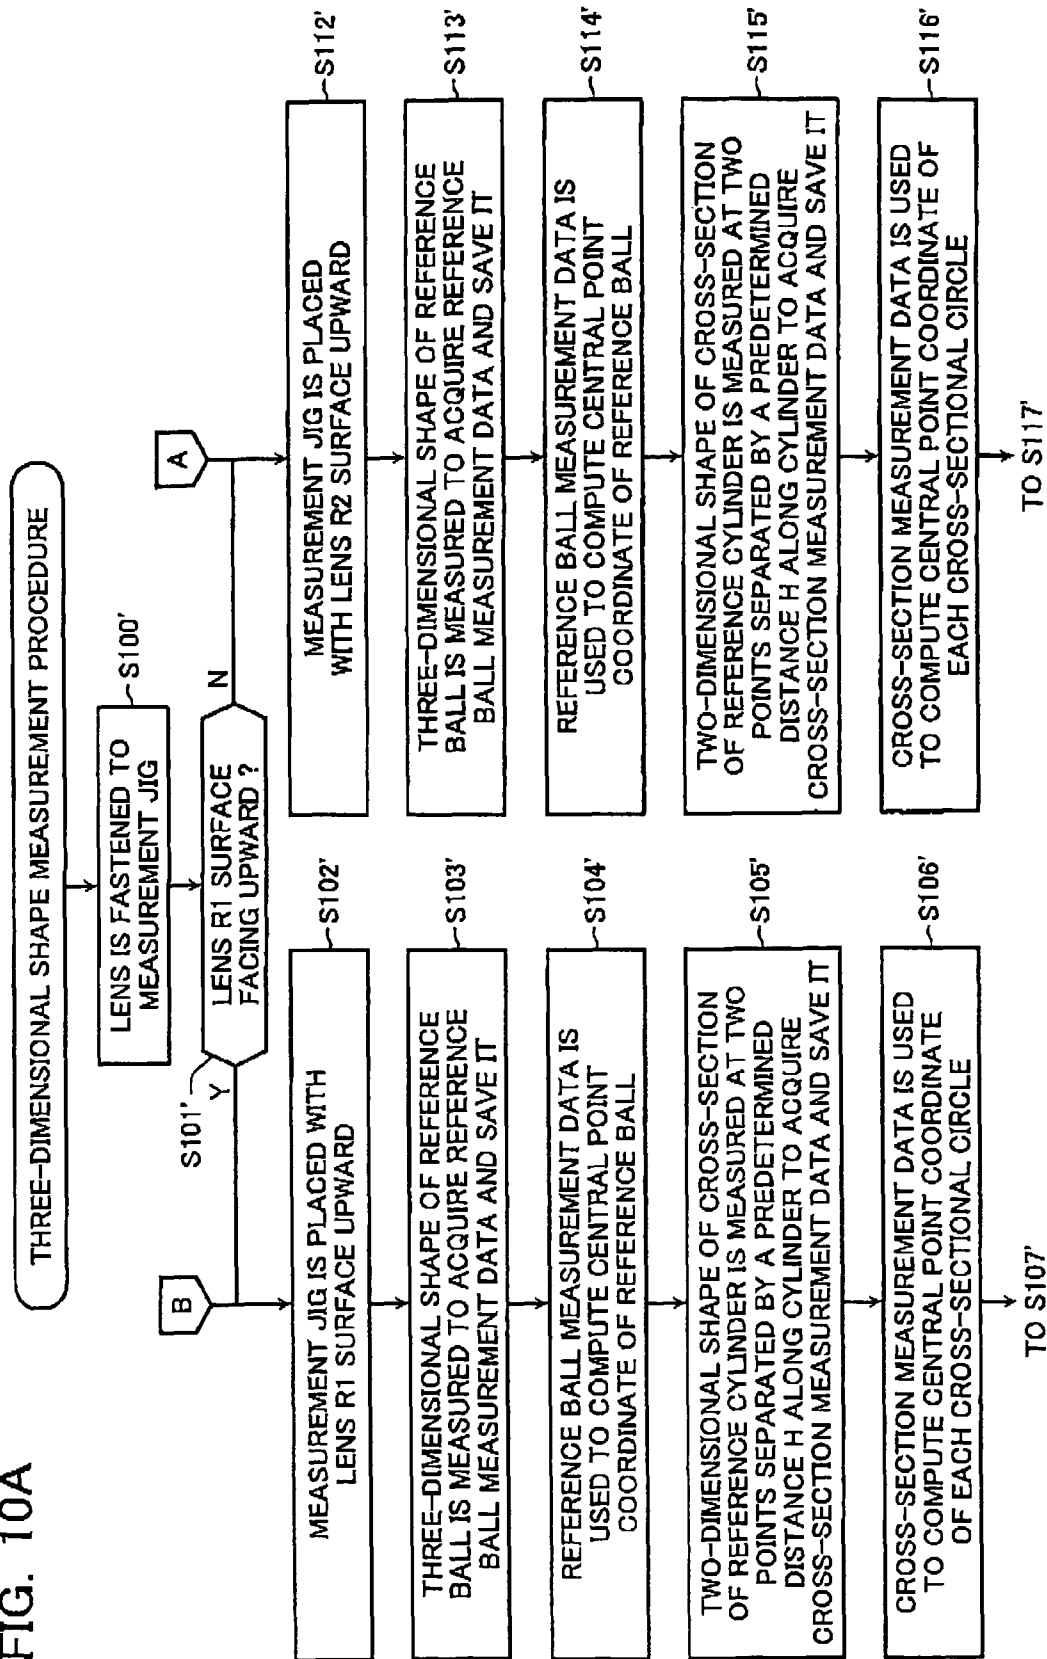 FIG. 10A
THREE-DIMENSIONAL SHAPE MEASUREMENT PROCEDURE
LENS IS FASTENED TO
MEASUREMENT JIG
S100'
S101'
LENS R1 SURFACE
FACING UPWARD ?
Y
N
B
MEASUREMENT JIG IS PLACED WITH
LENS R1 SURFACE UPWARD
S102'
THREE-DIMENSIONAL SHAPE OF REFERENCE
BALL IS MEASURED TO ACQUIRE REFERENCE
BALL MEASUREMENT DATA AND SAVE IT
S103'
REFERENCE BALL MEASUREMENT DATA IS
USED TO COMPUTE CENTRAL POINT
COORDINATE OF REFERENCE BALL
S104'
TWO-DIMENSIONAL SHAPE OF CROSS-SECTION
OF REFERENCE CYLINDER IS MEASURED AT TWO
POINTS SEPARATED BY A PREDETERMINED
DISTANCE H ALONG CYLINDER TO ACQUIRE
CROSS-SECTION MEASUREMENT DATA AND SAVE IT
S105'
CROSS-SECTION MEASUREMENT DATA IS USED
TO COMPUTE CENTRAL POINT COORDINATE
OF EACH CROSS-SECTIONAL CIRCLE
S106'
TO S107'
A
MEASUREMENT JIG IS PLACED
WITH LENS R2 SURFACE UPWARD
S112'
THREE-DIMENSIONAL SHAPE OF REFERENCE
BALL IS MEASURED TO ACQUIRE REFERENCE
BALL MEASUREMENT DATA AND SAVE IT
S113'
REFERENCE BALL MEASUREMENT DATA IS
USED TO COMPUTE CENTRAL POINT
COORDINATE OF REFERENCE BALL
S114'
TWO-DIMENSIONAL SHAPE OF CROSS-SECTION
OF REFERENCE CYLINDER IS MEASURED AT TWO
POINTS SEPARATED BY A PREDETERMINED
DISTANCE H ALONG CYLINDER TO ACQUIRE
CROSS-SECTION MEASUREMENT DATA AND SAVE IT
S115'
CROSS-SECTION MEASUREMENT DATA IS USED
TO COMPUTE CENTRAL POINT COORDINATE OF
EACH CROSS-SECTIONAL CIRCLE
S116'
TO S117'